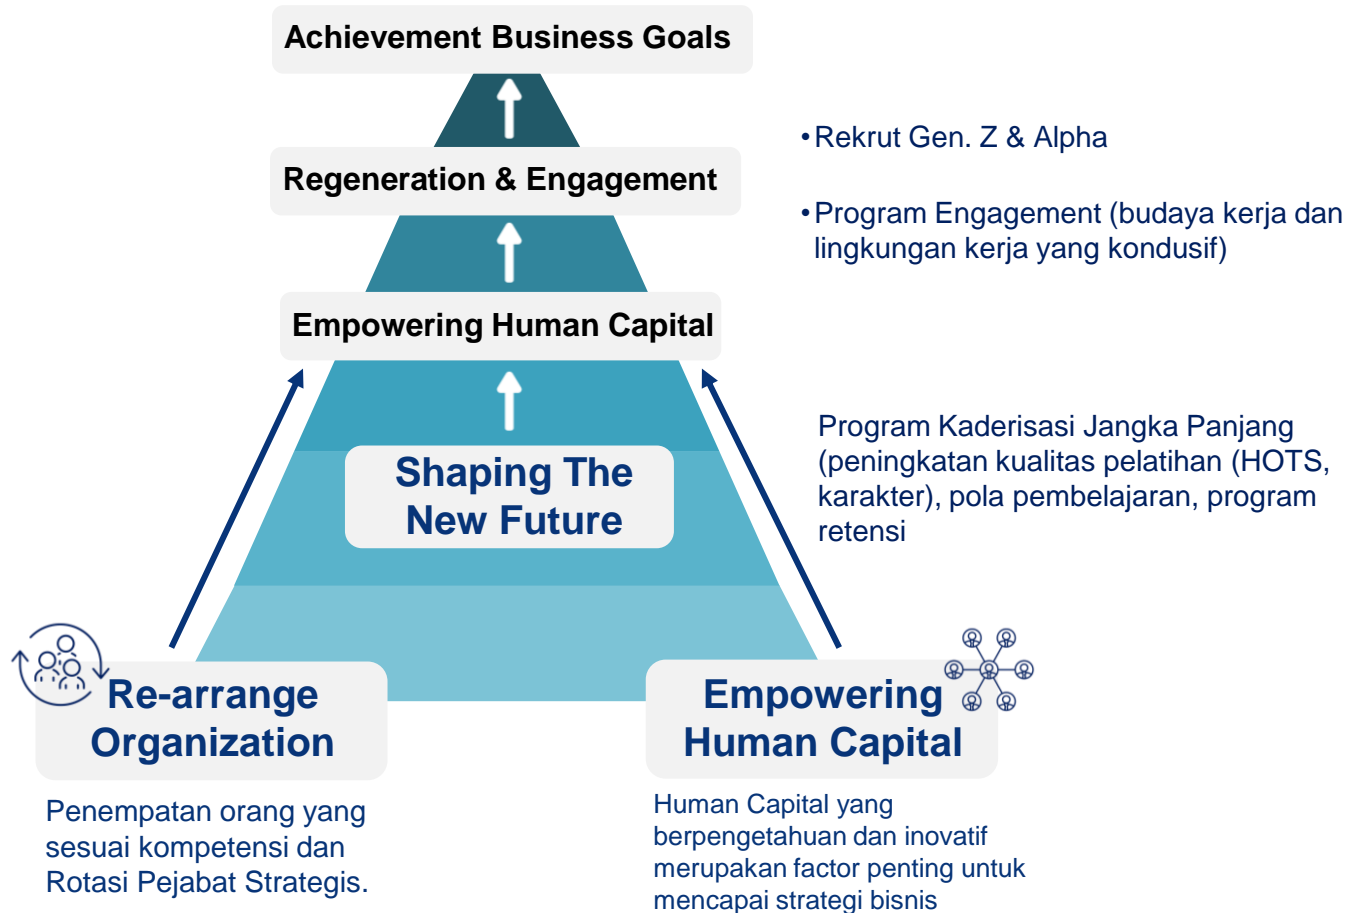 Achievement Business Goals
Regeneration & Engagement
•Rekrut Gen. Z & Alpha
•Program Engagement (budaya kerja dan
lingkungan kerja yang kondusif)
Empowering Human Capital
Program Kaderisasi Jangka Panjang
(peningkatan kualitas pelatihan (HOTS,
karakter), pola pembelajaran, program
retensi
Shaping The
New Future
Re-arrange
Organization
Penempatan orang yang
sesuai kompetensi dan
Rotasi Pejabat Strategis.
Empowering
Human Capital
Human Capital yang
berpengetahuan dan inovatif
merupakan factor penting untuk
mencapai strategi bisnis